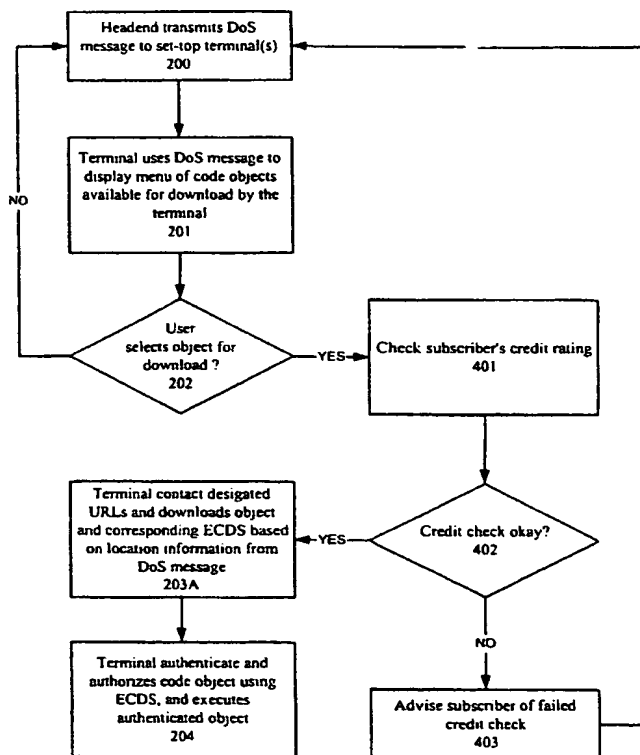 Headend transmits DoS
message to set-top terminal(s)
200
Terminal uses DoS message to
display menu of code objects
available for download by the
terminal
201
NO
User
selects object for
download ?
202
YES
Check subscriber's credit rating
401
Terminal contact desigated
URLs and downloads object
and corresponding ECDS based
on location information from
DoS message
203A
YES
Credit check okay?
402
NO
Terminal authenticate and
authorizes code object using
ECDS, and executes
authenticated object
204
Advise subscriber of failed
credit check
403